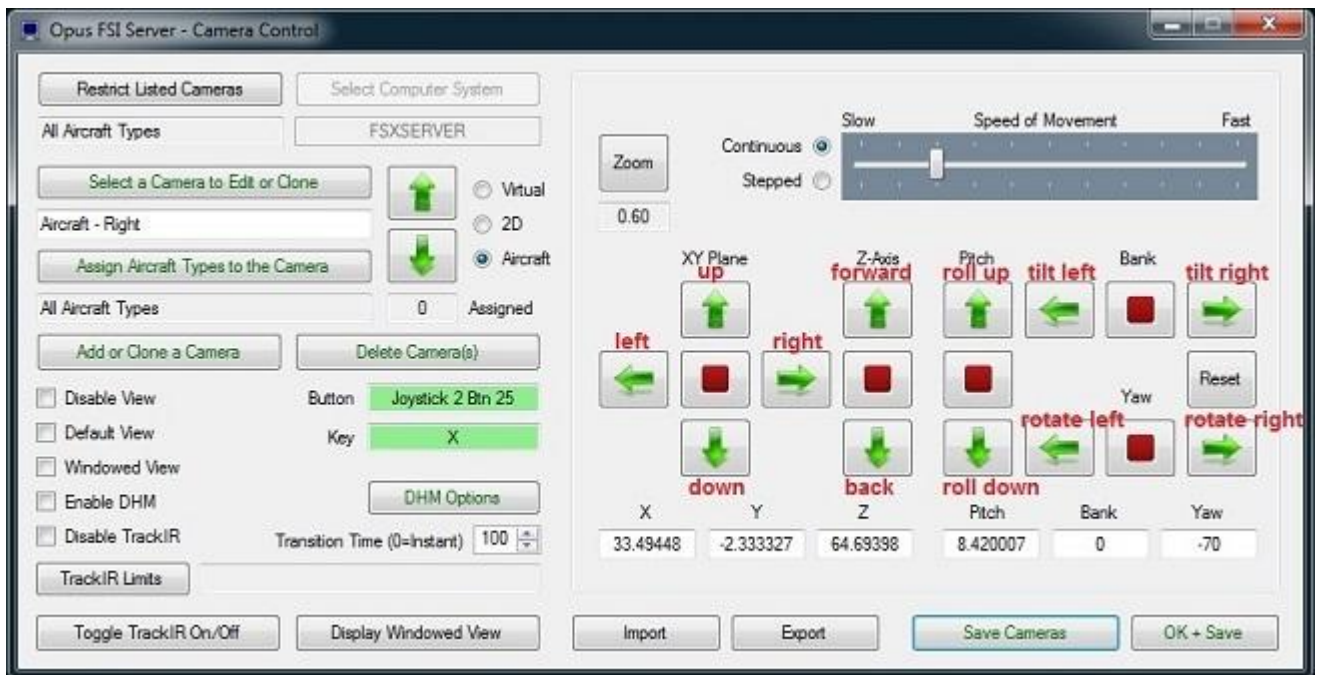 Opus FSI Server - Camera Control
Restrict Listed Cameras
Select Computer System
All Aircraft Types
FSXSERVER
Select a Camera to Edit or Clone
Virtual
Aircraft - Right
2D
Assign Aircraft Types to the Camera
Aircraft
All Aircraft Types
0
Assigned
Add or Clone a Camera
Delete Camera(s)
Disable View
Button
Joystick 2 Btn 25
Default View
Key
X
Windowed View
Enable DHM
DHM Options
Disable TrackIR
Transition Time (0=Instant)
100
TrackIR Limits
Toggle TrackIR On/Off
Display Windowed View
Slow
Speed of Movement
Fast
Zoom
Continuous
Stepped
0.60
XY Plane
Z-Axis
Pitch
Bank
up
forward
roll up
tilt left
tilt right
left
right
Reset
Yaw
rotate left
rotate right
down
back
roll down
X
Y
Z
Pitch
Bank
Yaw
33.49448
-2.333327
64.69398
8.420007
0
-70
Import
Export
Save Cameras
OK + Save